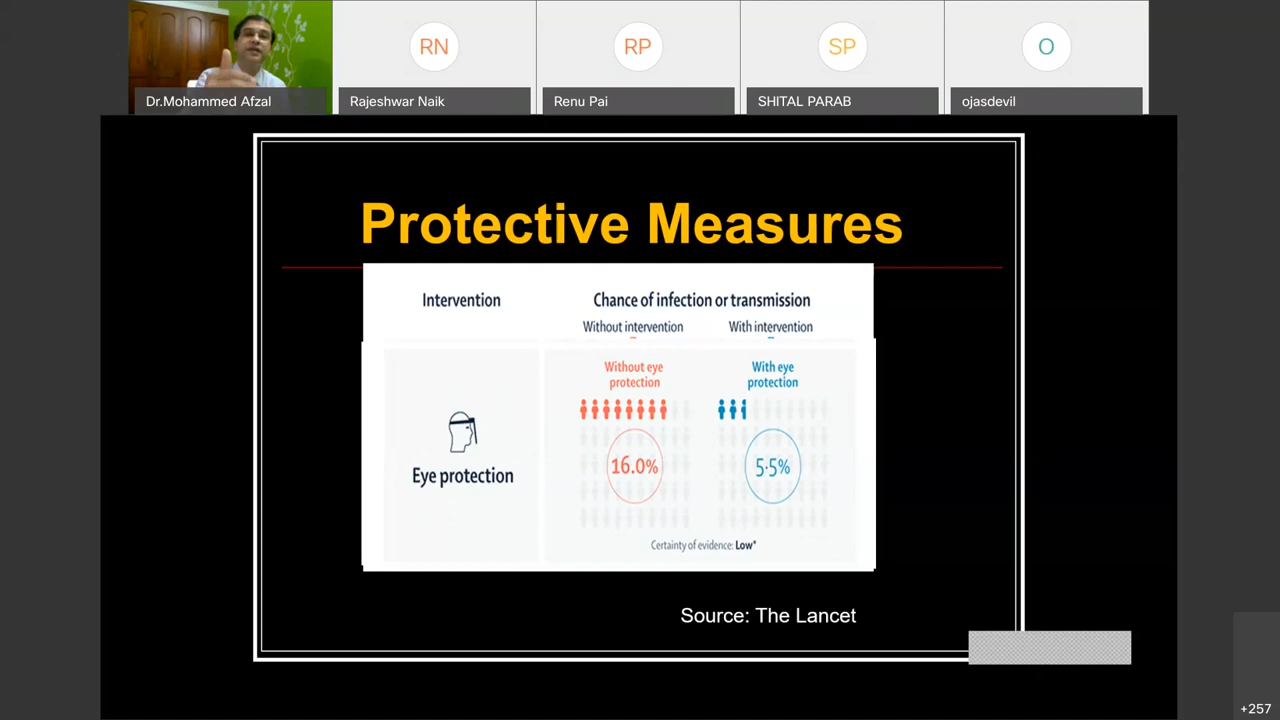 RN
RP
SP
O
Dr.Mohammed Afzal
Rajeshwar Naik
Renu Pai
SHITAL PARAB
ojasdevil
Protective Measures
Intervention
Chance of infection or transmission
Without intervention
With intervention
Without eye
protection
With eye
protection
16.0%
5·5%
Eye protection
Certainty of evidence: Low*
Source: The Lancet
+257